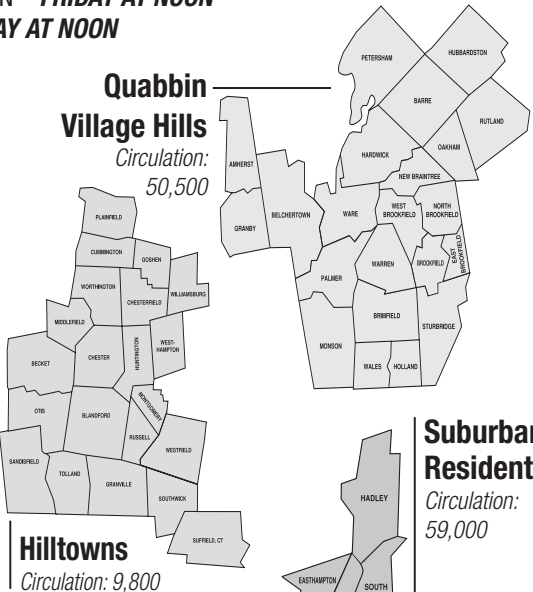 FRIDAY AT NOON
AY AT NOON
Quabbin
Village Hills
Circulation:
50,500
PETERSHAM
HUBBARDSTON
BARRE
RUTLAND
OAKHAM
HARDWICK
NEW BRAINTREE
AMHERST
BELCHERTOWN
GRANBY
WARE
WEST
BROOKFIELD
NORTH
BROOKFIELD
EAST
BROOKFIELD
WARREN
BROOKFIELD
PALMER
BRIMFIELD
STURBRIDGE
MONSON
WALES
HOLLAND
PLAINFIELD
CUMMINGTON
GOSHEN
WORTHINGTON
CHESTERFIELD
WILLIAMSBURG
MIDDLEFIELD
CHESTER
HUNTINGTON
WEST-
HAMPTON
BECKET
OTIS
BLANDFORD
MONTGOMERY
RUSSELL
WESTFIELD
SANDISFIELD
TOLLAND
GRANVILLE
SOUTHWICK
SUFFIELD, CT
Hilltowns
Circulation: 9,800
Suburban
Resident
Circulation:
59,000
HADLEY
EASTHAMPTON
SOUTH